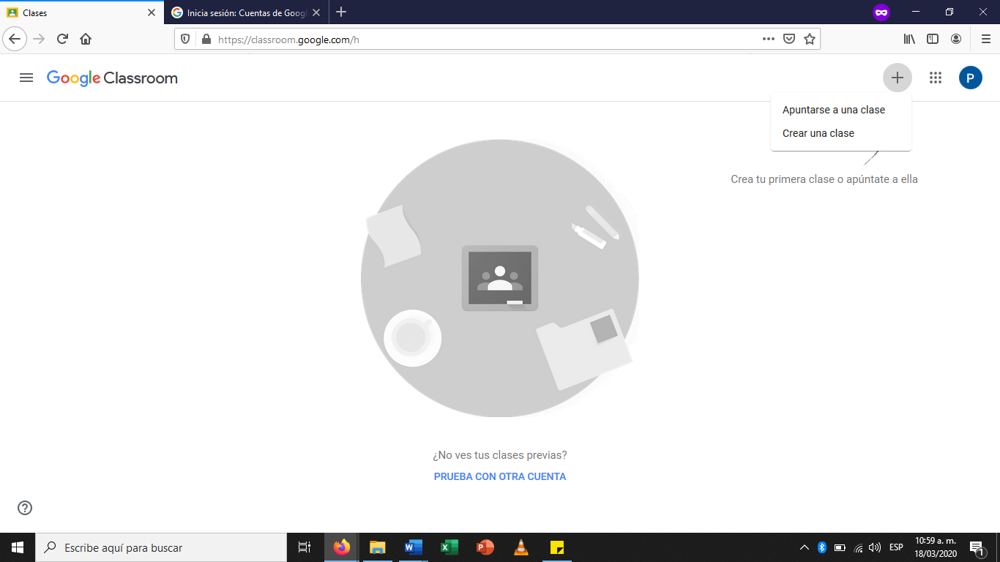 Clases
Inicia sesión: Cuentas de Goog
https://classroom.google.com/h
Google Classroom
P
Apuntarse a una clase
Crear una clase
Crea tu primera clase o apúntate a ella
¿No ves tus clases previas?
PRUEBA CON OTRA CUENTA
Escribe aquí para buscar
ESP
10:59 a. m.
18/03/2020
1